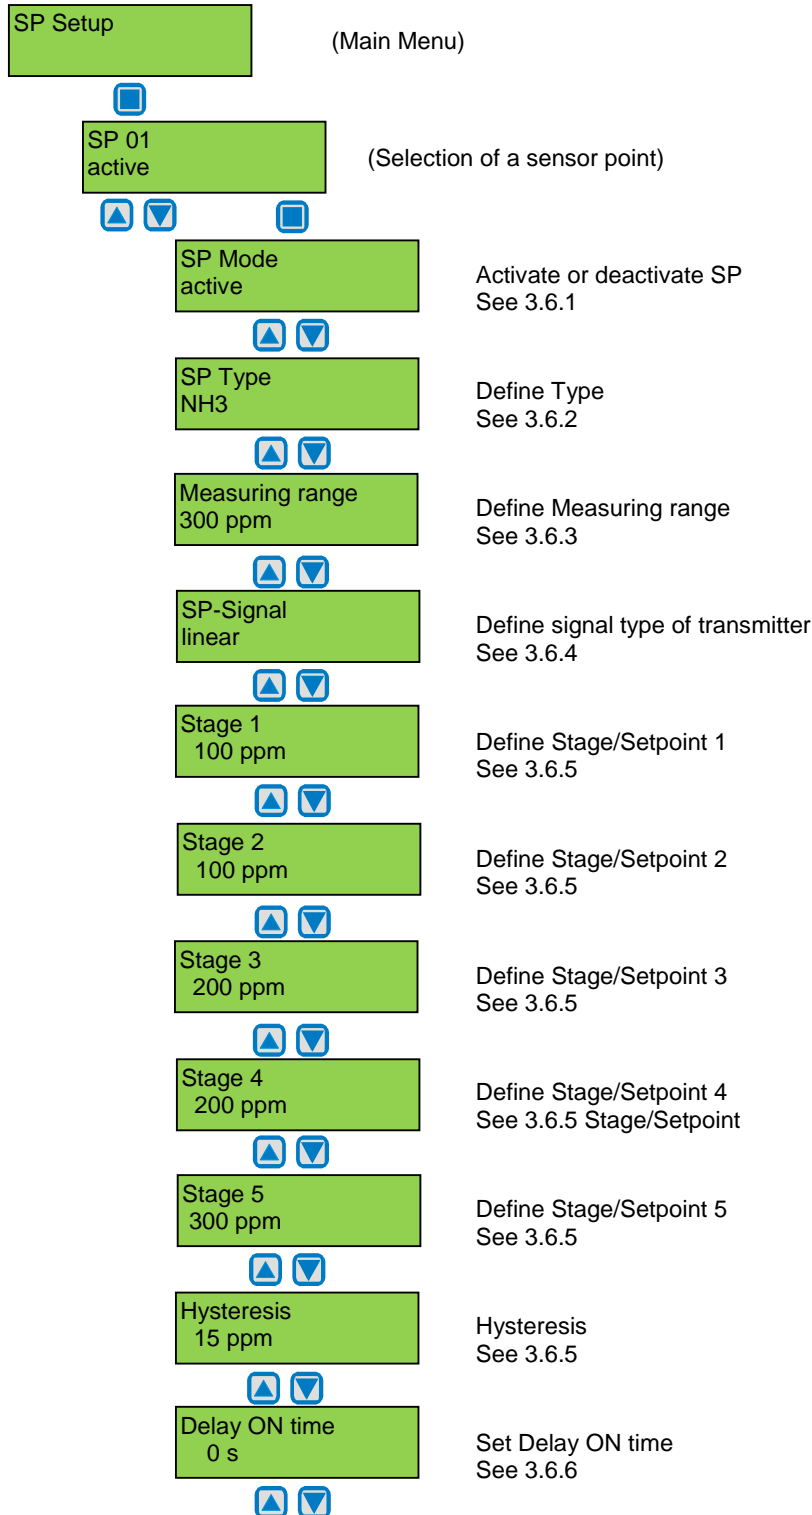 SP Setup
(Main Menu)
SP 01
active
(Selection of a sensor point)
SP Mode
active
Activate or deactivate SP
See 3.6.1
SP Type
NH3
Define Type
See 3.6.2
Measuring range
300 ppm
Define Measuring range
See 3.6.3
SP-Signal
linear
Define signal type of transmitter
See 3.6.4
Stage 1
100 ppm
Define Stage/Setpoint 1
See 3.6.5
Stage 2
100 ppm
Define Stage/Setpoint 2
See 3.6.5
Stage 3
200 ppm
Define Stage/Setpoint 3
See 3.6.5
Stage 4
200 ppm
Define Stage/Setpoint 4
See 3.6.5 Stage/Setpoint
Stage 5
300 ppm
Define Stage/Setpoint 5
See 3.6.5
Hysteresis
15 ppm
Hysteresis
See 3.6.5
Delay ON time
0 s
Set Delay ON time
See 3.6.6